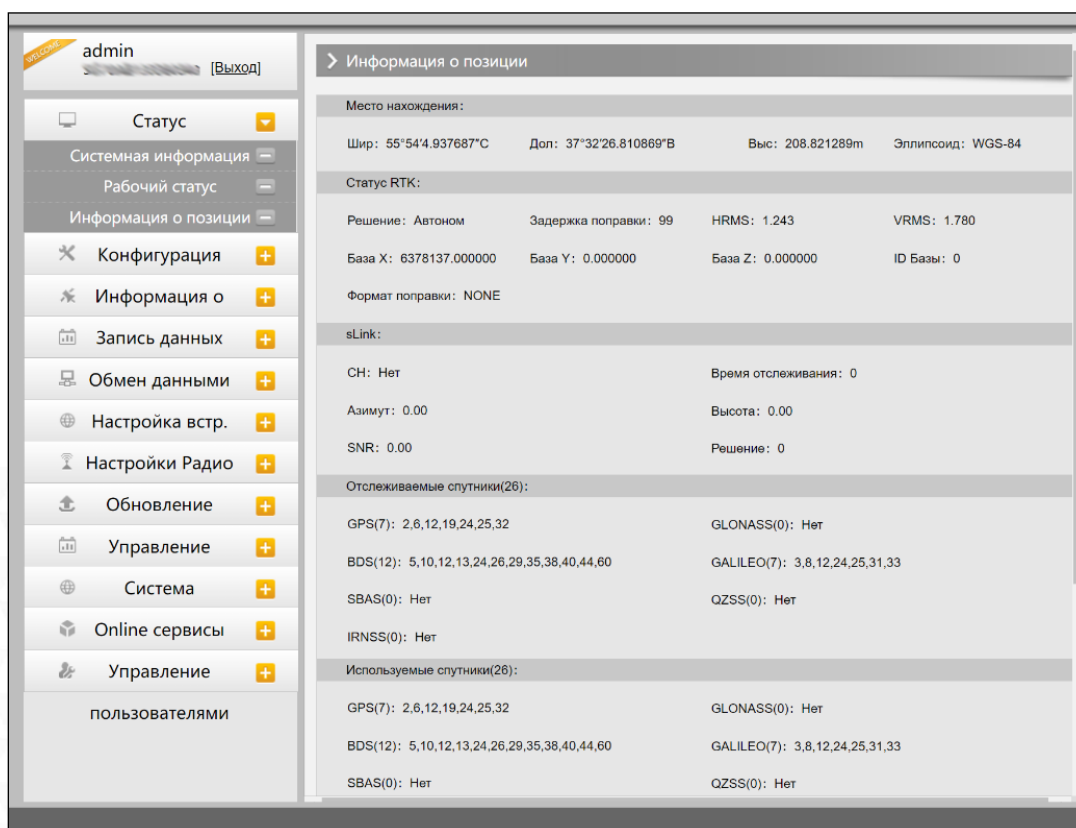 WELCOME
admin
[Выход]
Статус
Системная информация
Рабочий статус
Информация о позиции
Конфигурация
Информация о
Запись данных
Обмен данными
Настройка встр.
Настройки Радио
Обновление
Управление
Система
Online сервисы
Управление
пользователями
Информация о позиции
Место нахождения:
Шир: 55°54'4.937687"С Дол: 37°32'26.810869"В Выс: 208.821289m Эллипсоид: WGS-84
Статус RTK:
Решение: Автоном Задержка поправки: 99 HRMS: 1.243 VRMS: 1.780
База X: 6378137.000000 База Y: 0.000000 База Z: 0.000000 ID Базы: 0
Формат поправки: NONE
sLink:
CH: Нет Время отслеживания: 0
Азимут: 0.00 Высота: 0.00
SNR: 0.00 Решение: 0
Отслеживаемые спутники(26):
GPS(7): 2,6,12,19,24,25,32 GLONASS(0): Нет
BDS(12): 5,10,12,13,24,26,29,35,38,40,44,60 GALILEO(7): 3,8,12,24,25,31,33
SBAS(0): Нет QZSS(0): Нет
IRNSS(0): Нет
Используемые спутники(26):
GPS(7): 2,6,12,19,24,25,32 GLONASS(0): Нет
BDS(12): 5,10,12,13,24,26,29,35,38,40,44,60 GALILEO(7): 3,8,12,24,25,31,33
SBAS(0): Нет QZSS(0): Нет